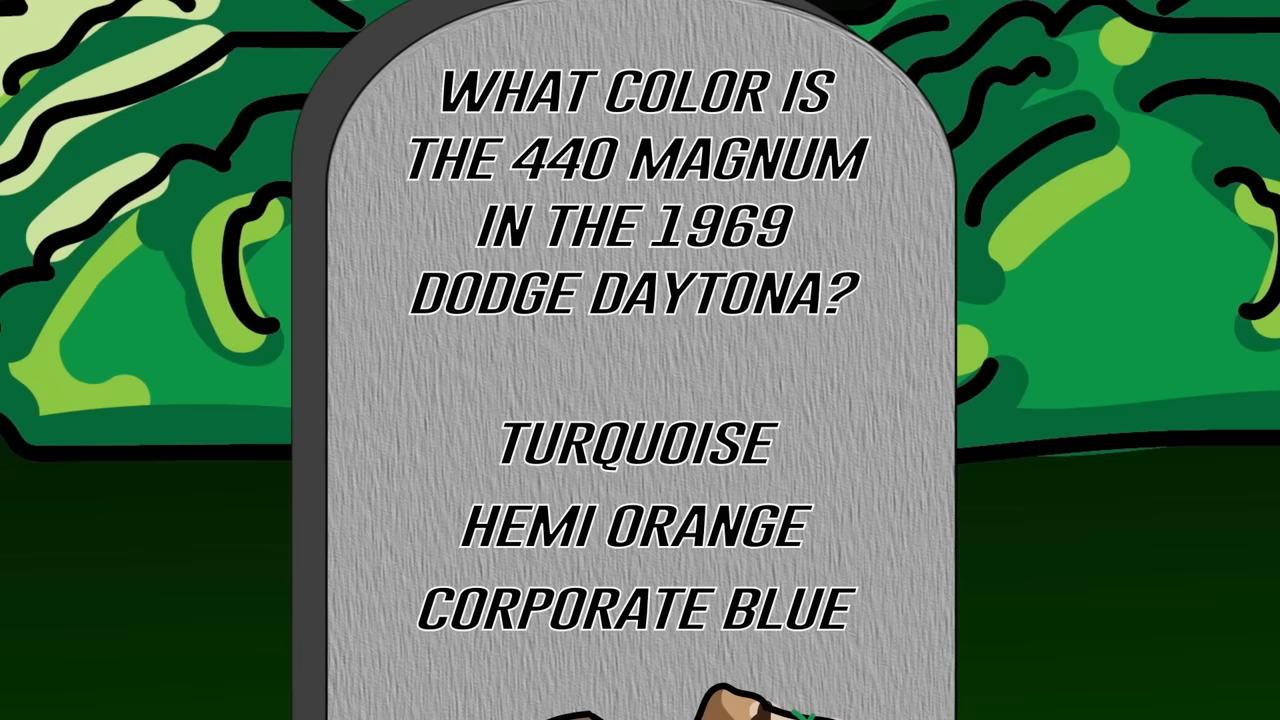 WHAT COLOR IS
THE 440 MAGNUM
IN THE 1969
DODGE DAYTONA?
TURQUOISE
HEMI ORANGE
CORPORATE BLUE